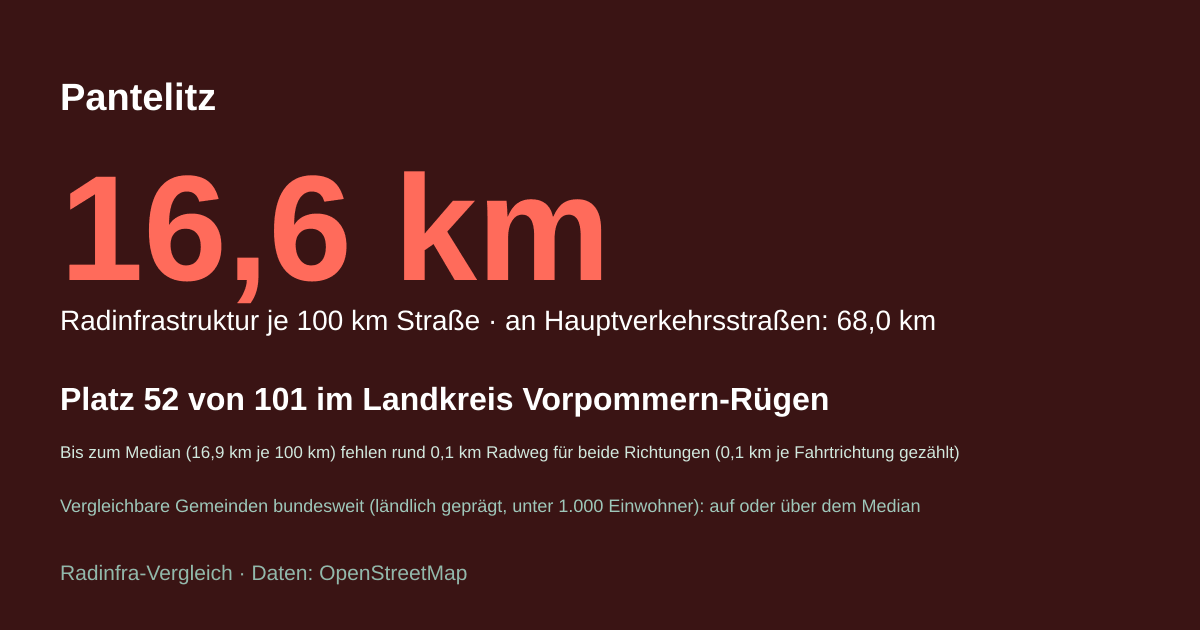 Pantelitz
16,6 km
Radinfrastruktur je 100 km Straße · an Hauptverkehrsstraßen: 68,0 km
Platz 52 von 101 im Landkreis Vorpommern-Rügen
Bis zum Median (16,9 km je 100 km) fehlen rund 0,1 km Radweg für beide Richtungen (0,1 km je Fahrtrichtung gezählt)
Vergleichbare Gemeinden bundesweit (ländlich geprägt, unter 1.000 Einwohner): auf oder über dem Median
Radinfra-Vergleich · Daten: OpenStreetMap